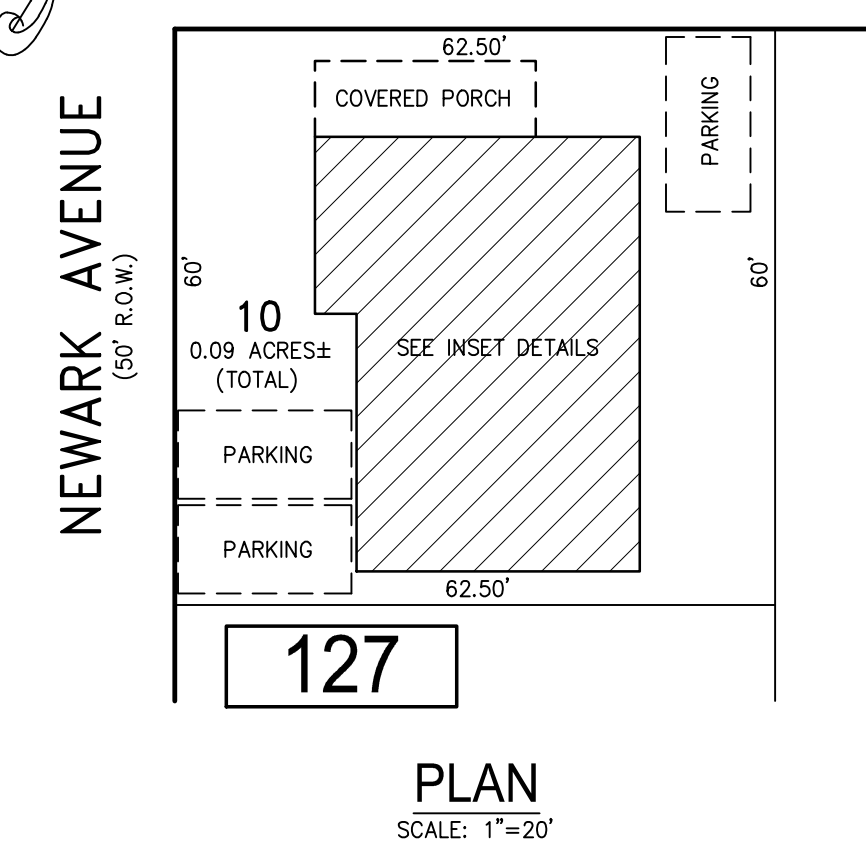 62.50'
COVERED PORCH
PARKING
NEWARK AVENUE
(50' R.O.W.)
60'
60'
10
0.09 ACRES±
(TOTAL)
SEE INSET DETAILS
PARKING
PARKING
62.50'
127
PLAN
SCALE: 1"=20'